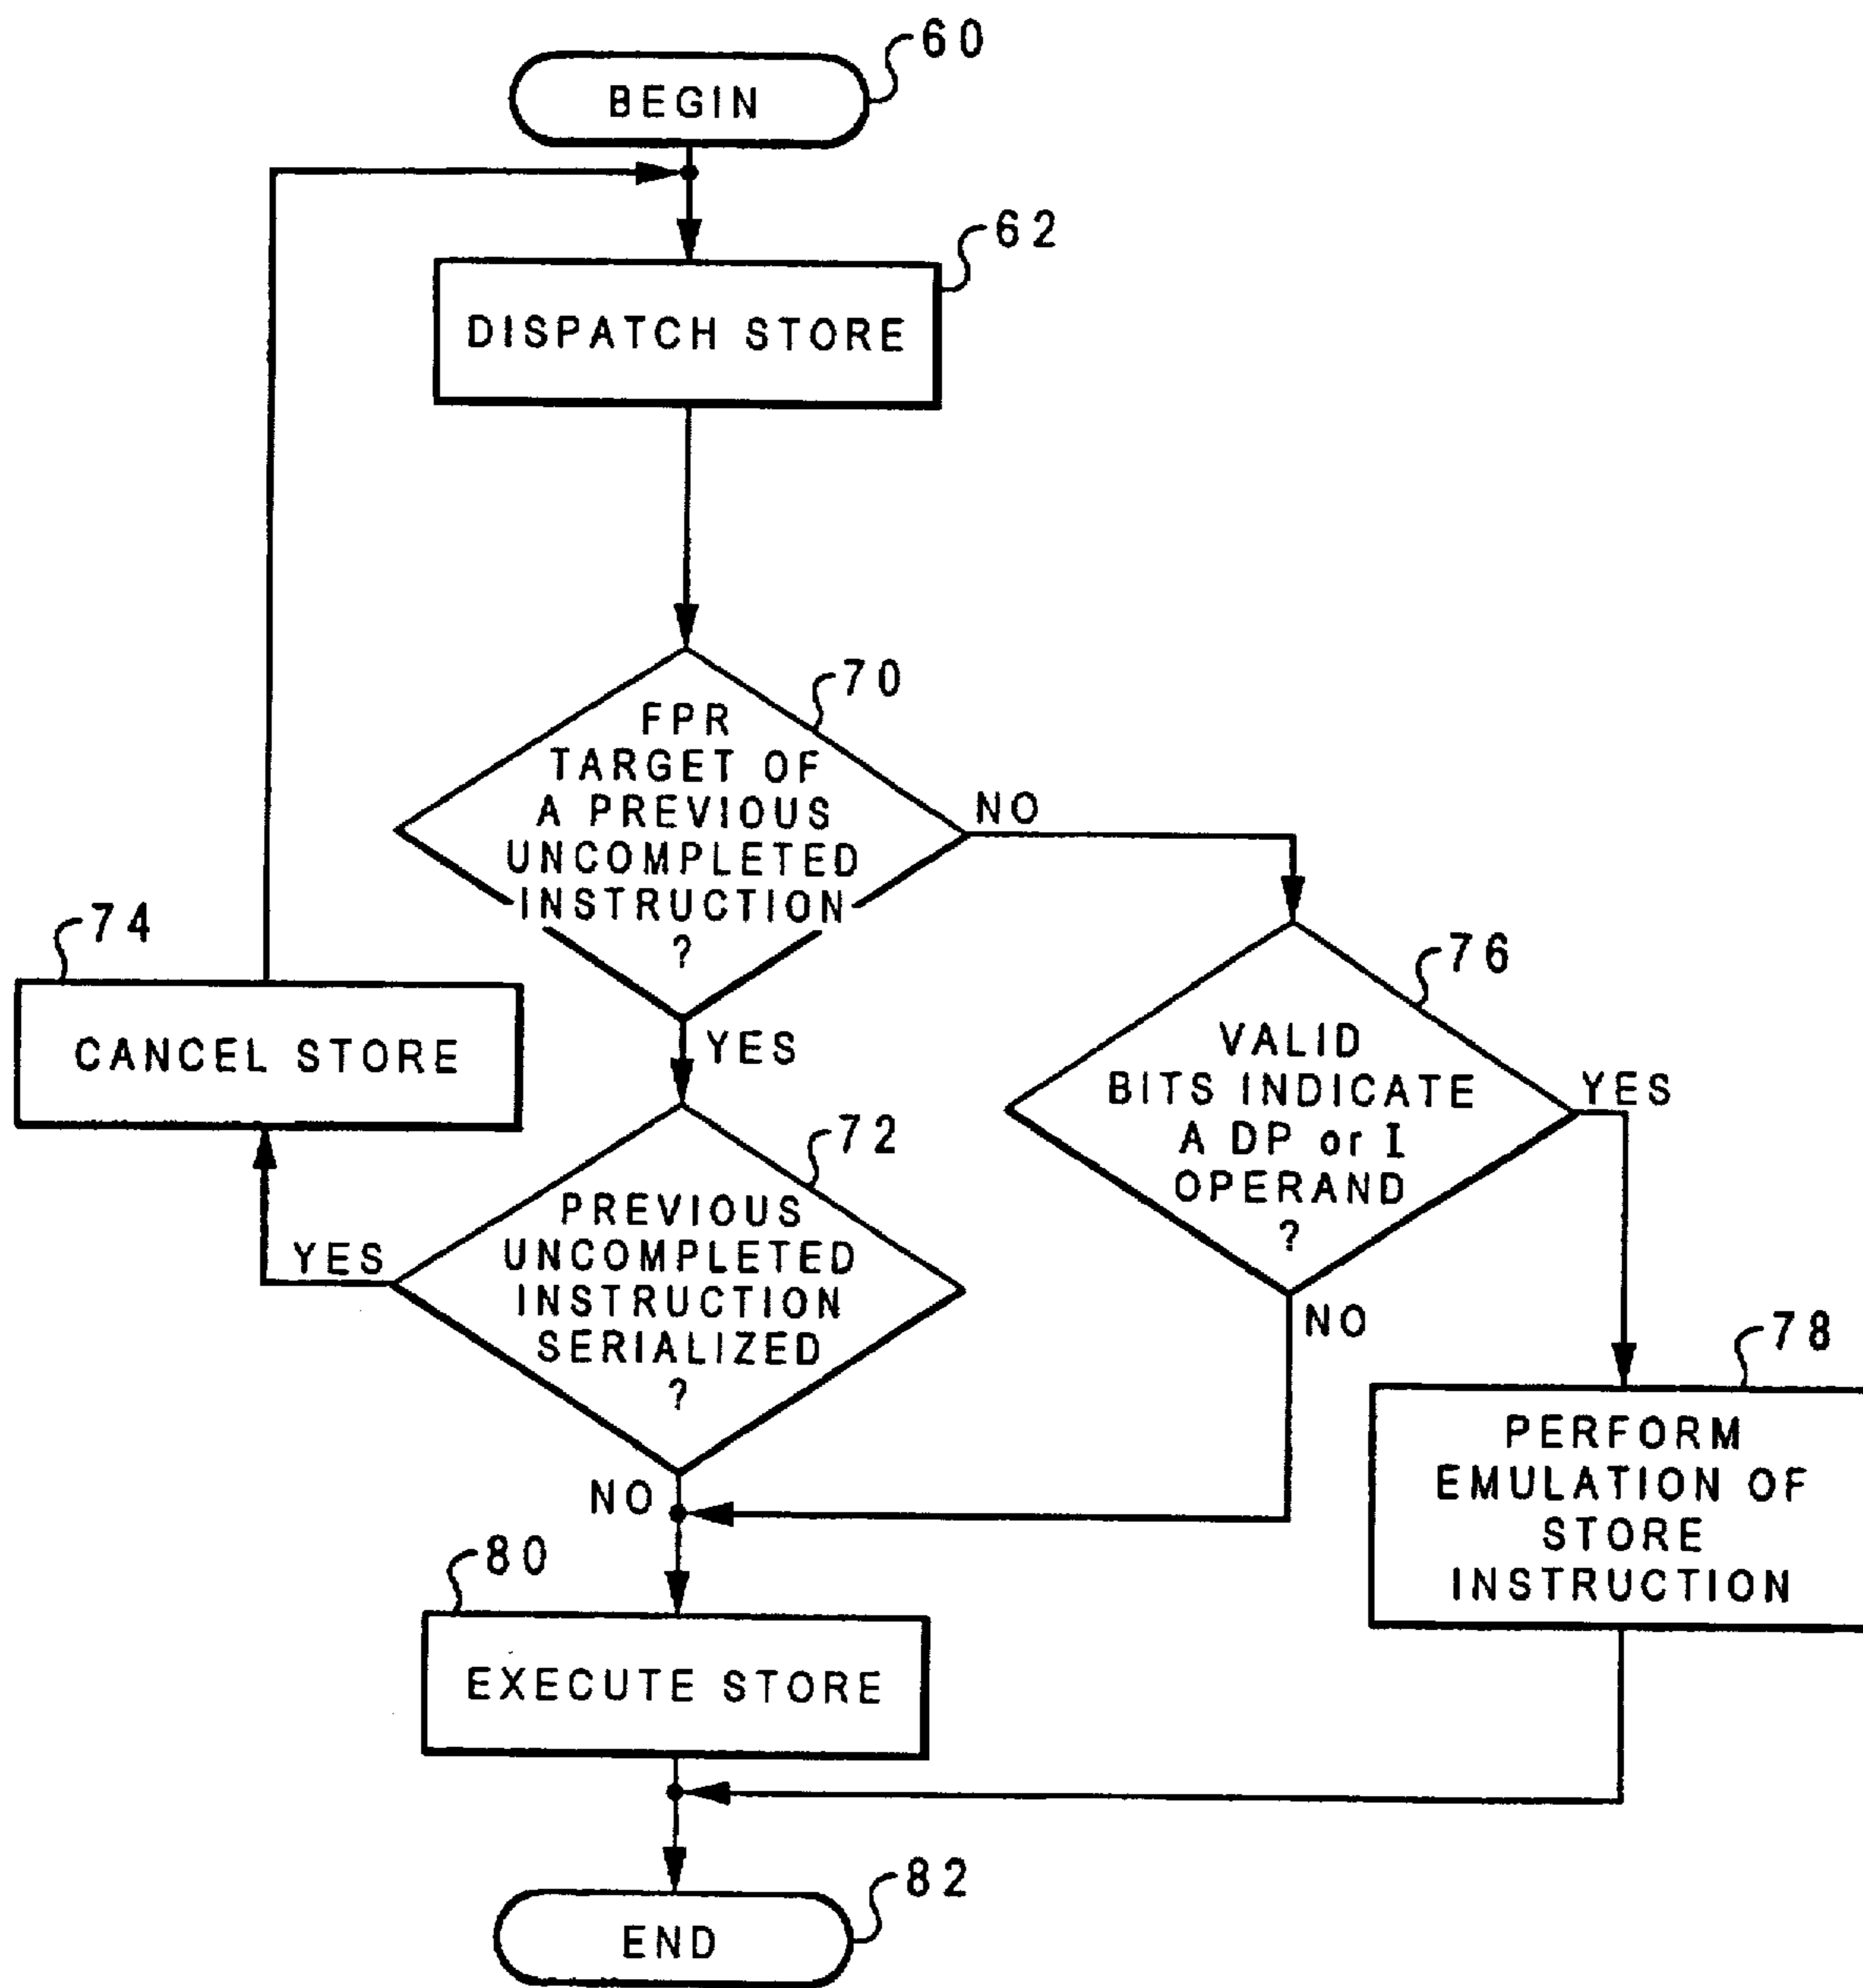 60
BEGIN
62
DISPATCH STORE
70
FPR
TARGET OF
A PREVIOUS
UNCOMPLETED
INSTRUCTION
?
NO
YES
74
CANCEL STORE
76
VALID
BITS INDICATE
A DP or I
OPERAND
?
YES
NO
72
PREVIOUS
UNCOMPLETED
INSTRUCTION
SERIALIZED
?
YES
NO
78
PERFORM
EMULATION OF
STORE
INSTRUCTION
80
EXECUTE STORE
82
END